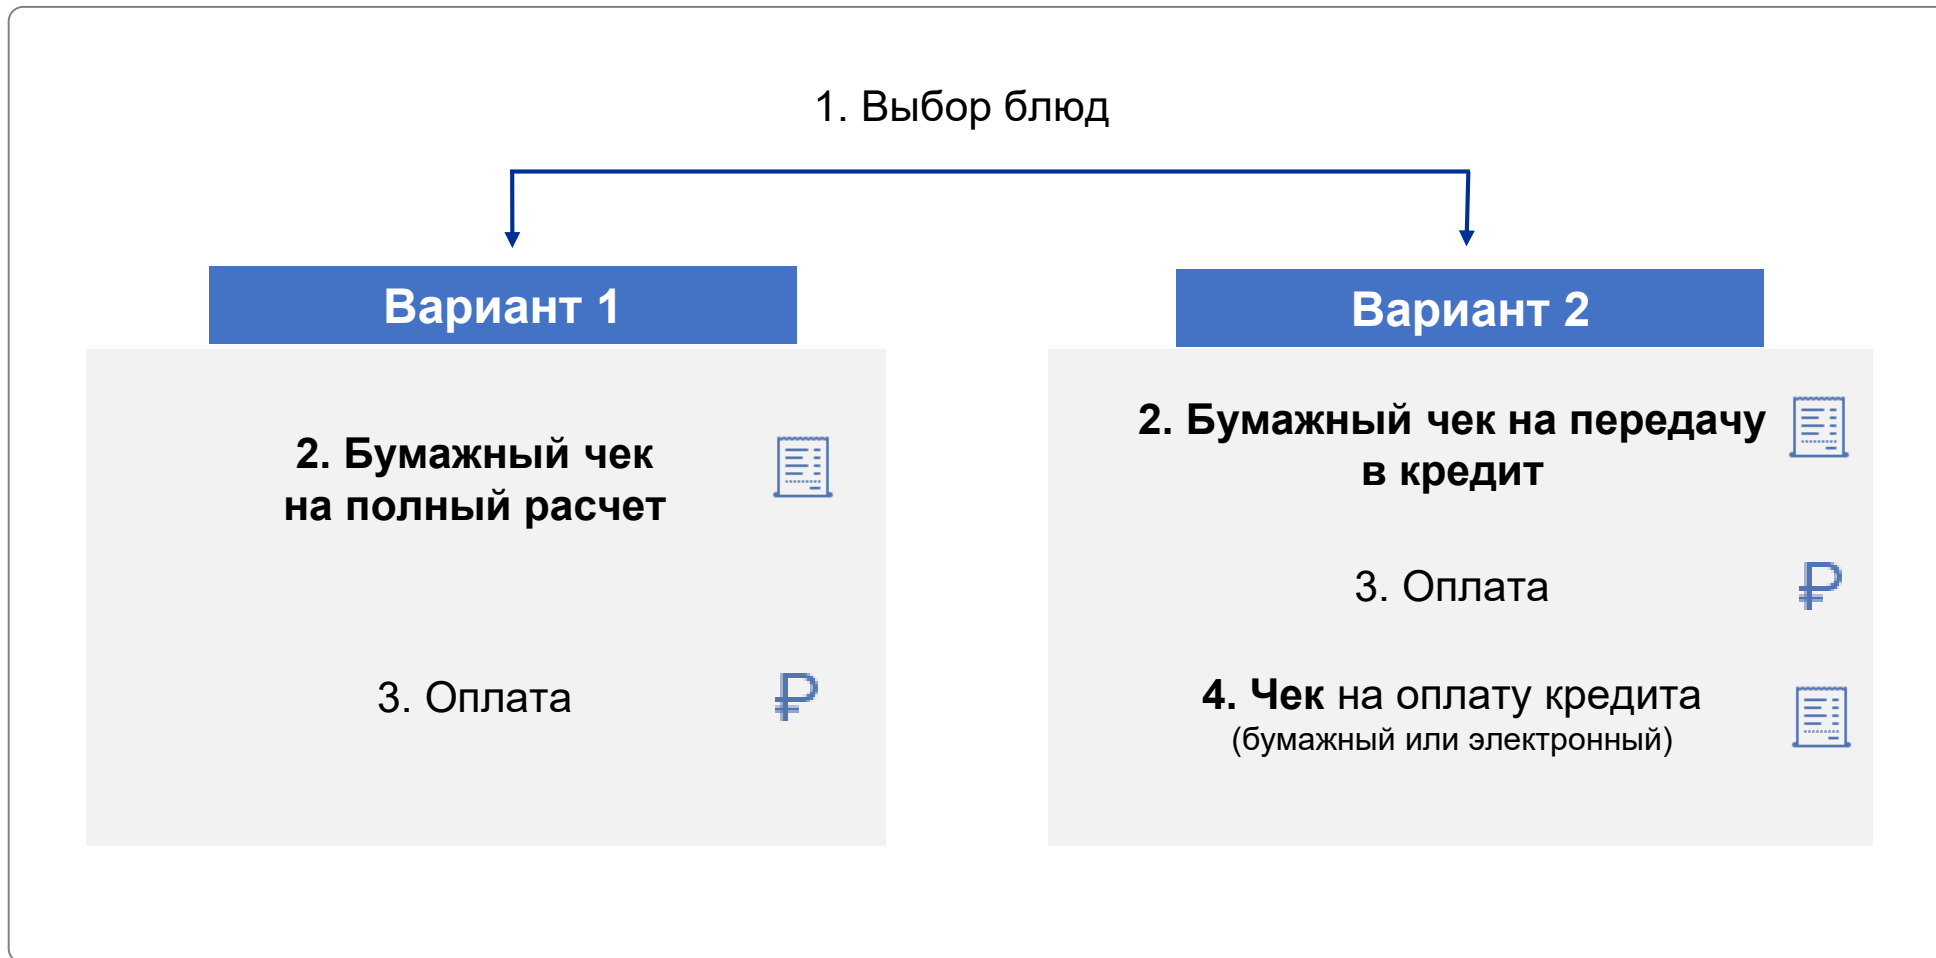 1. Выбор блюд
Вариант 1
2. Бумажный чек
на полный расчет
3. Оплата
Вариант 2
2. Бумажный чек на передачу
в кредит
3. Оплата
4. Чек на оплату кредита
(бумажный или электронный)